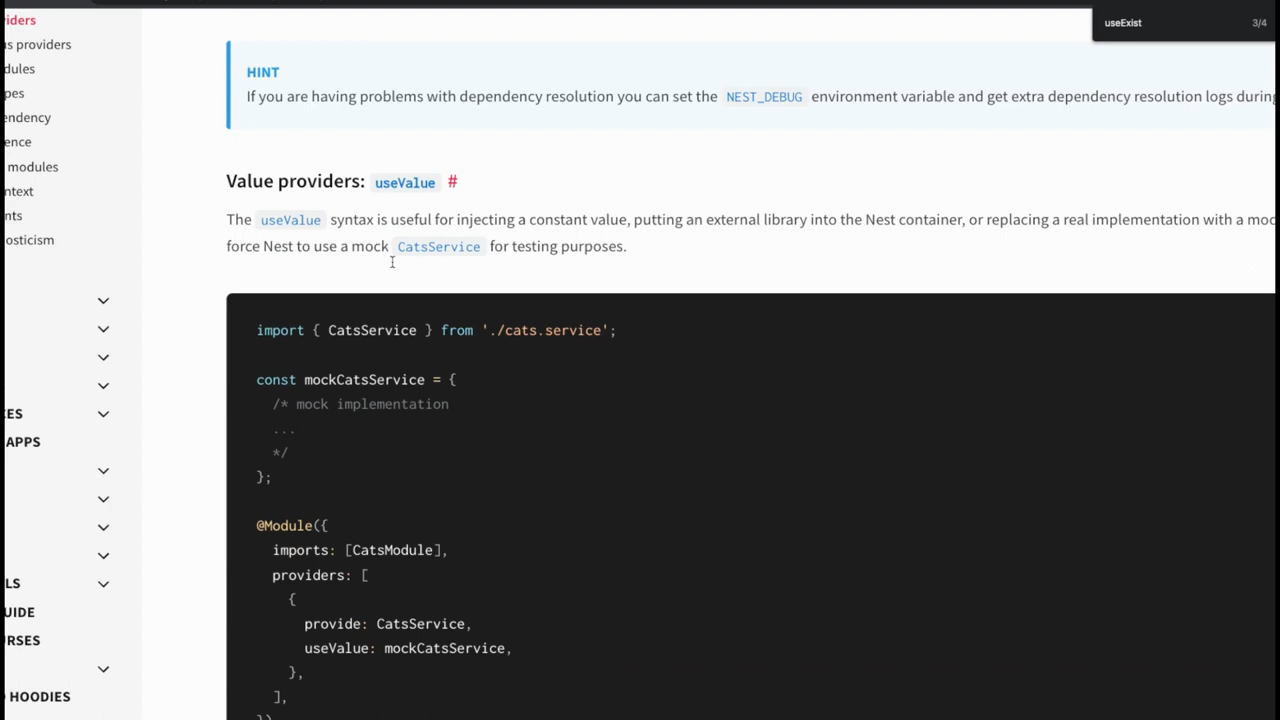 useExist 3/4
iders
s providers
dules
pes
endency
ence
modules
ntext
nts
osticism
CES
APPS
LS
UIDE
RSES
HOODIES
HINT
If you are having problems with dependency resolution you can set the NEST_DEBUG environment variable and get extra dependency resolution logs during
Value providers: useValue #
The useValue syntax is useful for injecting a constant value, putting an external library into the Nest container, or replacing a real implementation with a moc
force Nest to use a mock CatsService for testing purposes.
import { CatsService } from './cats.service';
const mockCatsService = {
/* mock implementation
...
*/
};
@Module({
imports: [CatsModule],
providers: [
{
provide: CatsService,
useValue: mockCatsService,
},
],
})